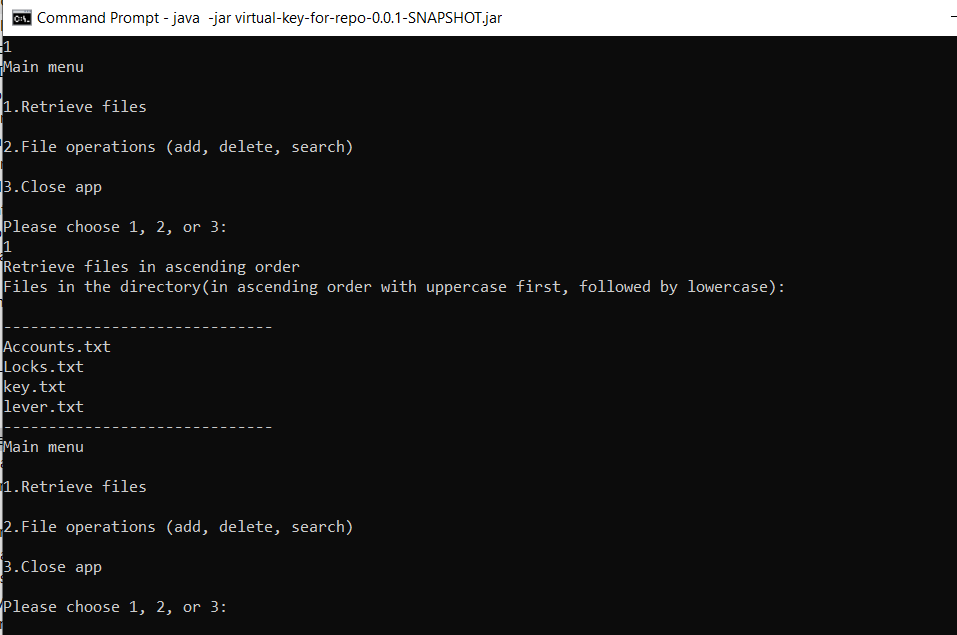 Command Prompt - java  -jar virtual-key-for-repo-0.0.1-SNAPSHOT.jar
1
Main menu
1.Retrieve files
2.File operations (add, delete, search)
3.Close app
Please choose 1, 2, or 3:
1
Retrieve files in ascending order
Files in the directory(in ascending order with uppercase first, followed by lowercase):
------------------------------
Accounts.txt
Locks.txt
key.txt
lever.txt
------------------------------
Main menu
1.Retrieve files
2.File operations (add, delete, search)
3.Close app
Please choose 1, 2, or 3: